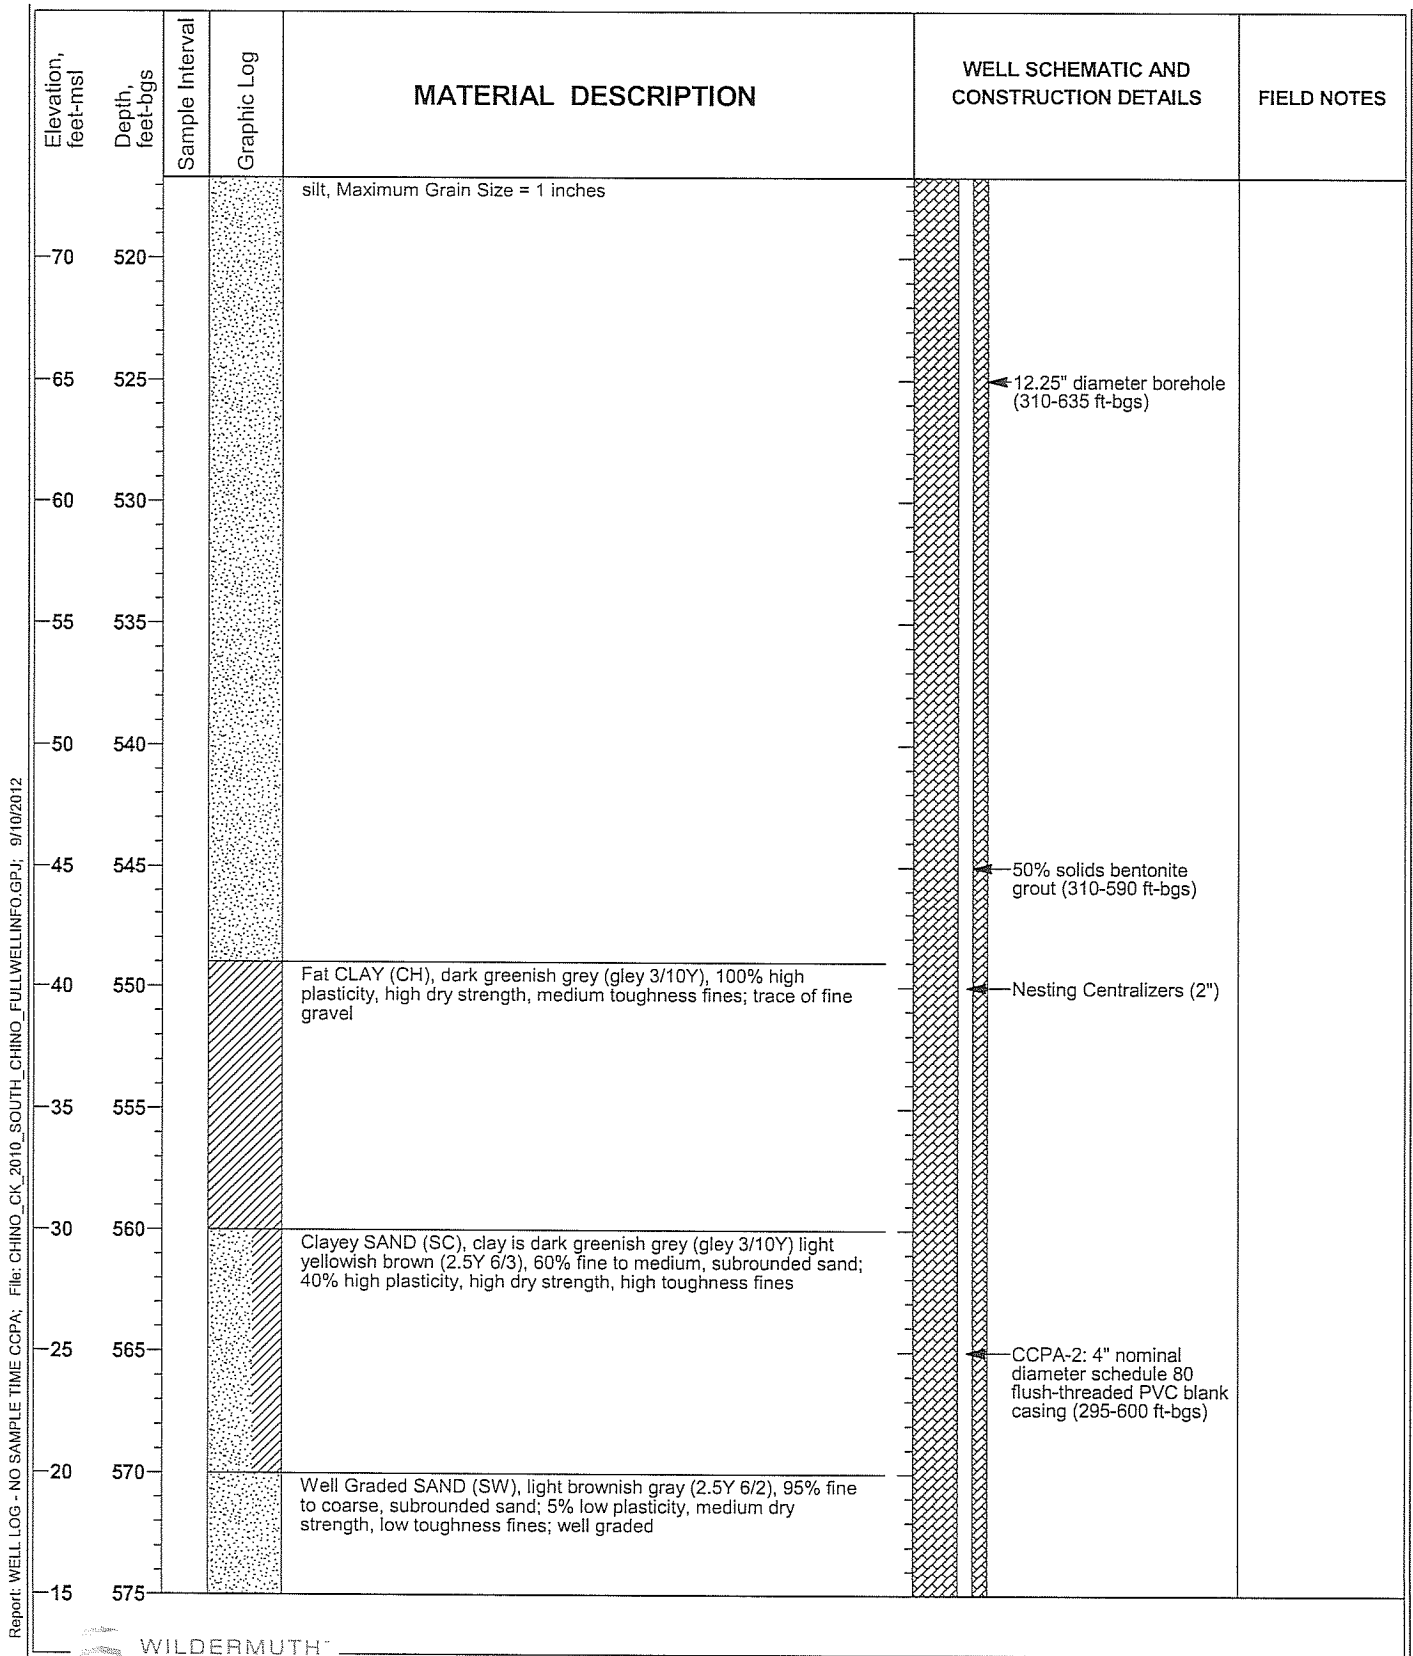 Elevation,
feet-msl
Depth,
feet-bgs
Sample Interval
Graphic Log
MATERIAL DESCRIPTION
WELL SCHEMATIC AND
CONSTRUCTION DETAILS
FIELD NOTES
silt, Maximum Grain Size = 1 inches
70 520
65 525
12.25" diameter borehole
(310-635 ft-bgs)
60 530
55 535
50 540
45 545
50% solids bentonite
grout (310-590 ft-bgs)
Fat CLAY (CH), dark greenish grey (gley 3/10Y), 100% high
plasticity, high dry strength, medium toughness fines; trace of fine
gravel
40 550
Nesting Centralizers (2")
35 555
30 560
Clayey SAND (SC), clay is dark greenish grey (gley 3/10Y) light
yellowish brown (2.5Y 6/3), 60% fine to medium, subrounded sand;
40% high plasticity, high dry strength, high toughness fines
25 565
CCPA-2: 4" nominal
diameter schedule 80
flush-threaded PVC blank
casing (295-600 ft-bgs)
20 570
Well Graded SAND (SW), light brownish gray (2.5Y 6/2), 95% fine
to coarse, subrounded sand; 5% low plasticity, medium dry
strength, low toughness fines; well graded
15 575
Report: WELL LOG - NO SAMPLE TIME CCPA; File: CHINO_CK_2010_SOUTH_CHINO_FULLWELLINFO.GPJ; 9/10/2012
WILDERMUTH™